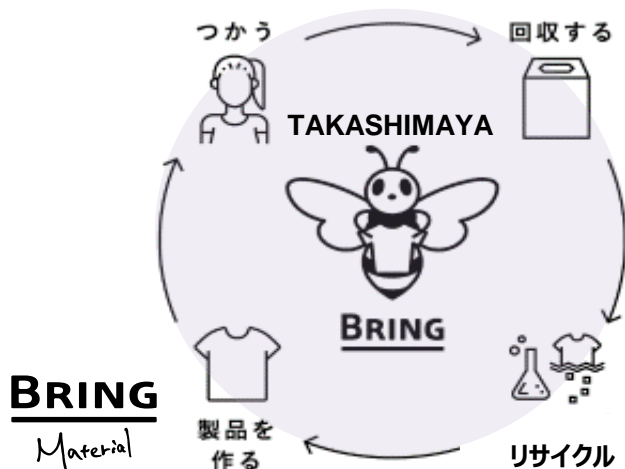 つかう
回収する
TAKASHIMAYA
BRING
BRING
Material
製品を
作る
リサイクル